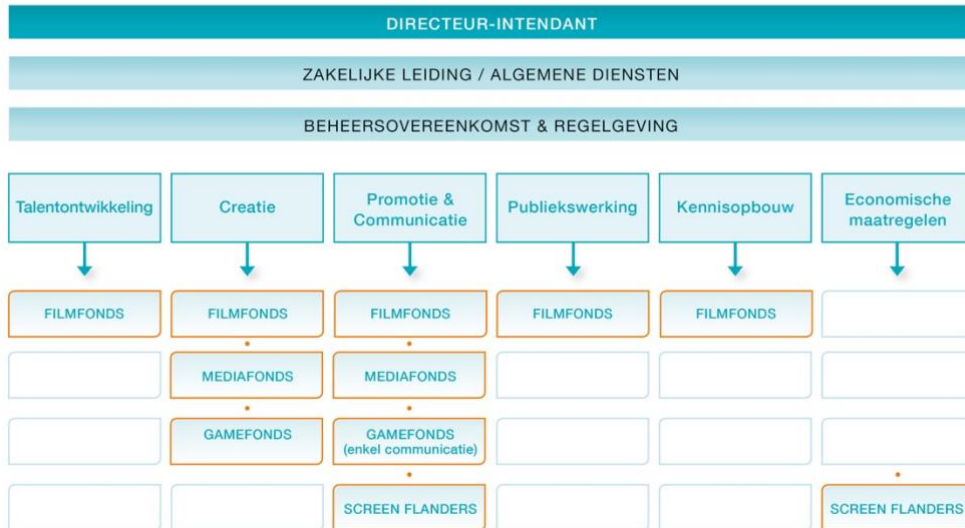 DIRECTEUR-INTENDANT
ZAKELIJKE LEIDING / ALGEMENE DIENSTEN
BEHEERSOVEREENKOMST & REGELGEVING
Talentontwikkeling
Creatie
Promotie &
Communicatie
Publiekswerking
Kennisopbouw
Economische
maatregelen
FILMFONDS
FILMFONDS
FILMFONDS
FILMFONDS
FILMFONDS
MEDIAFONDS
MEDIAFONDS
GAMEFONDS
GAMEFONDS
(enkel communicatie)
SCREEN FLANDERS
SCREEN FLANDERS